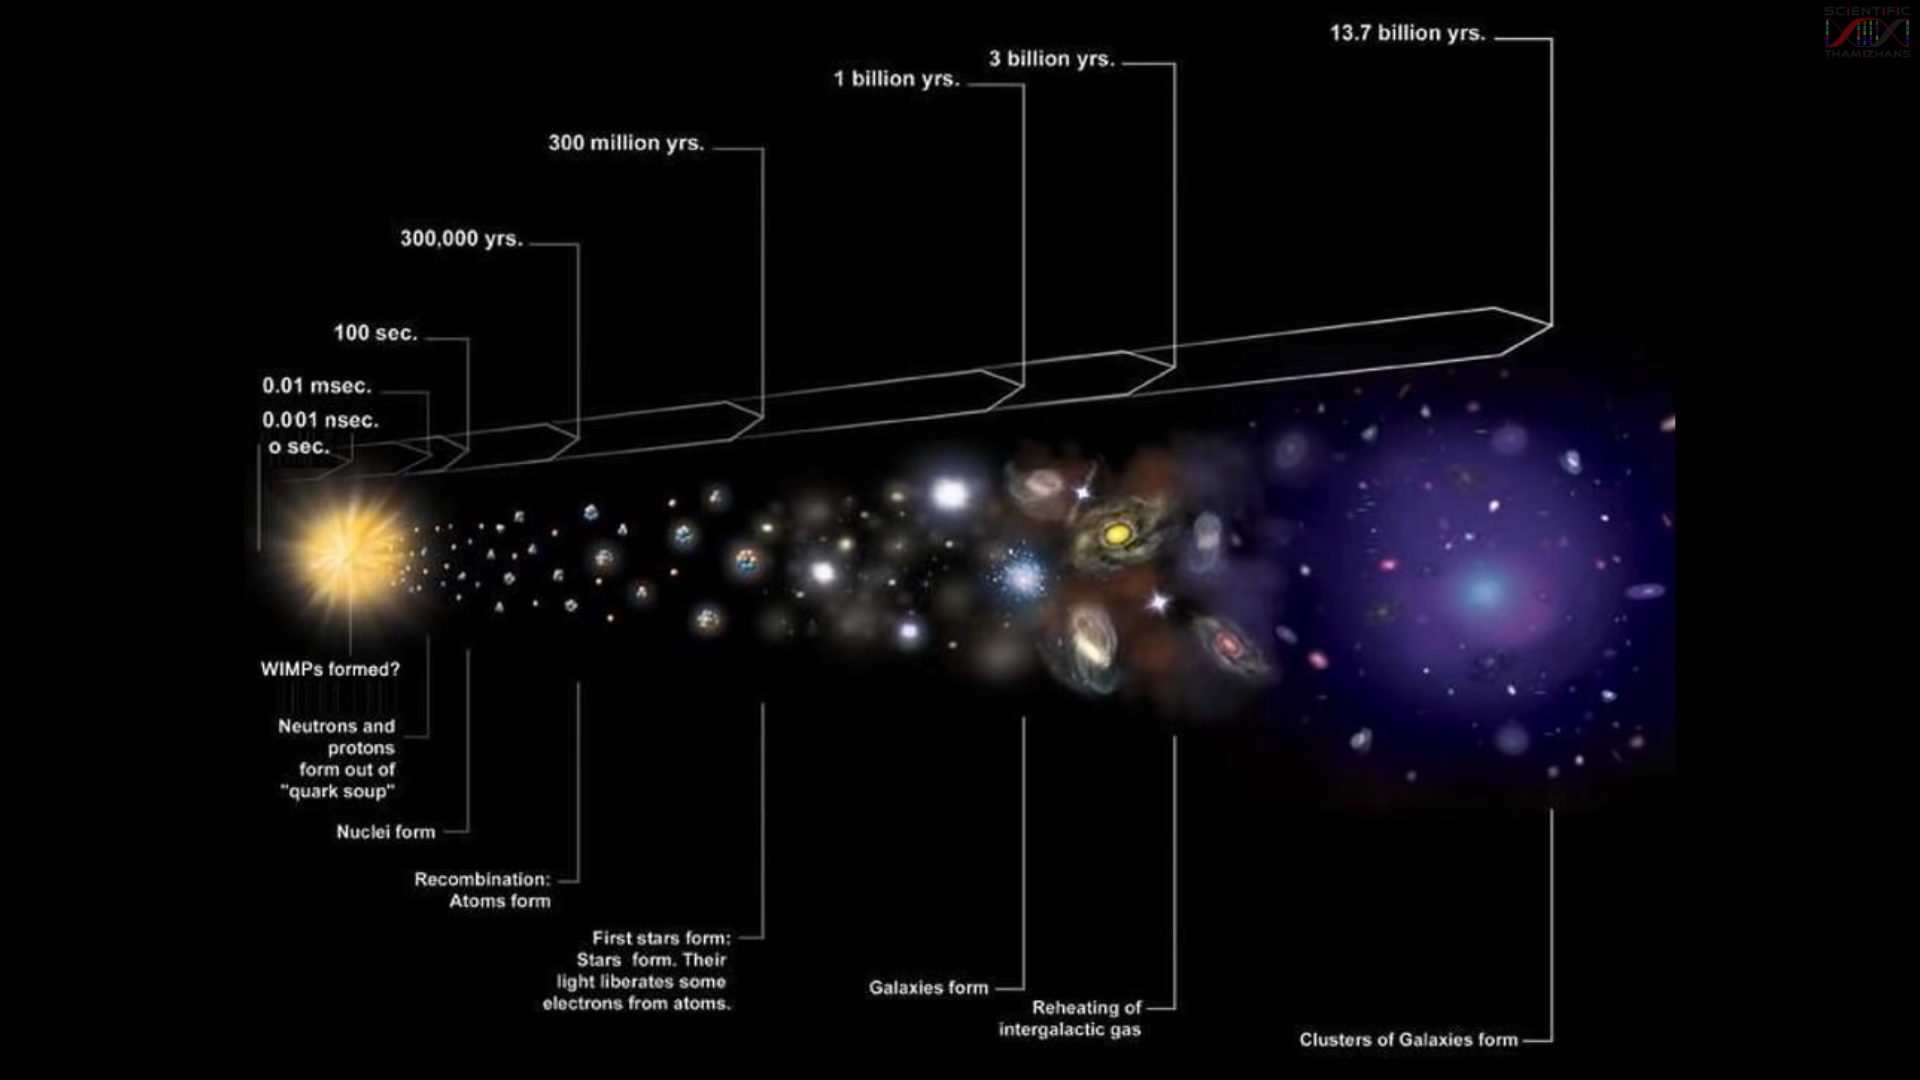 SCIENTIFIC
THAMIZHANS
13.7 billion yrs.
3 billion yrs.
1 billion yrs.
300 million yrs.
300,000 yrs.
100 sec.
0.01 msec.
0.001 nsec.
o sec.
WIMPs formed?
Neutrons and
protons
form out of
"quark soup"
Nuclei form
Recombination:
Atoms form
First stars form:
Stars form. Their
light liberates some
electrons from atoms.
Galaxies form
Reheating of
intergalactic gas
Clusters of Galaxies form